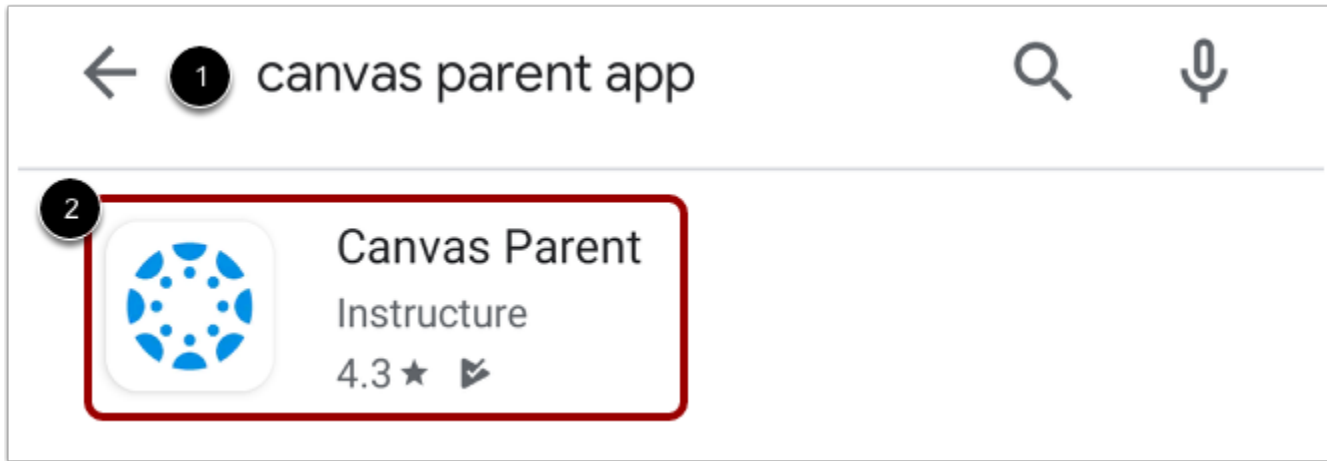 1 canvas parent app
2
Canvas Parent
Instructure
4.3★